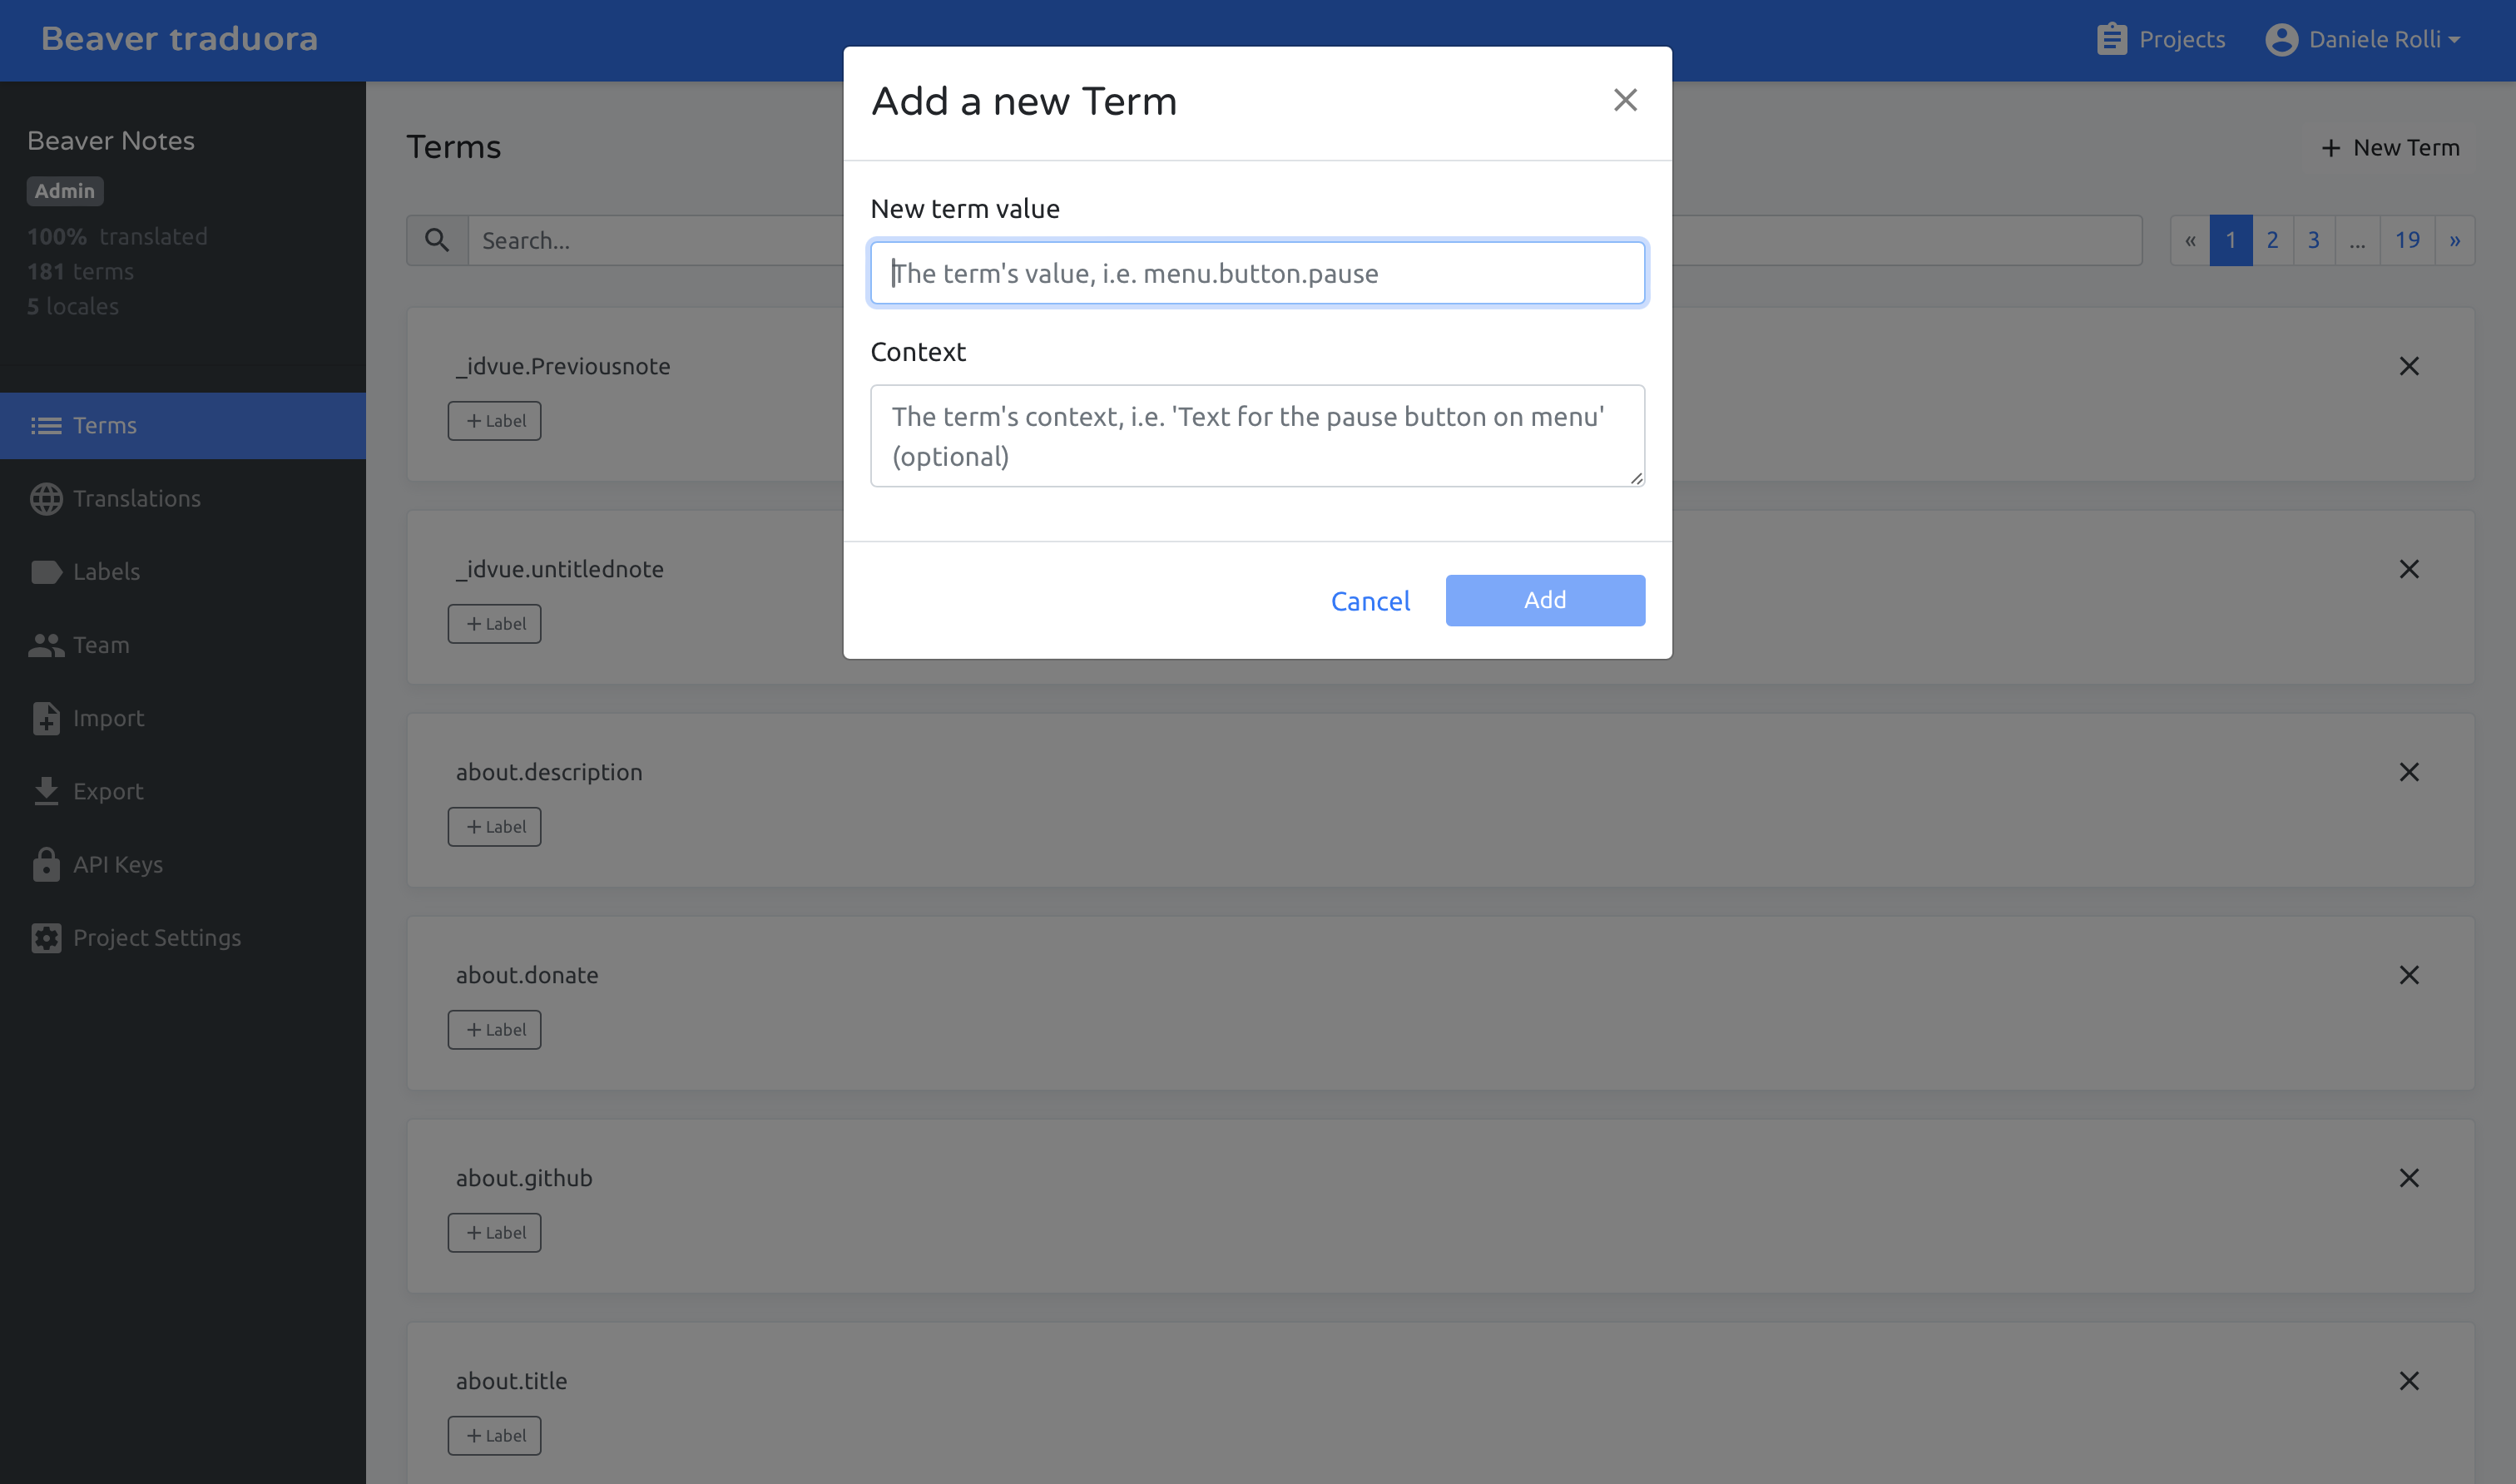 Beaver traduora
Projects
Daniele Rolli
Beaver Notes
Admin
100% translated
181 terms
5 locales
Terms
Translations
Labels
Team
Import
Export
API Keys
Project Settings
Terms
+ New Term
Search...
« 1 2 3 ... 19 »
_idvue.Previousnote
+ Label
_idvue.untitlednote
+ Label
about.description
+ Label
about.donate
+ Label
about.github
+ Label
about.title
+ Label
Add a new Term
New term value
The term's value, i.e. menu.button.pause
Context
The term's context, i.e. 'Text for the pause button on menu'
(optional)
Cancel
Add